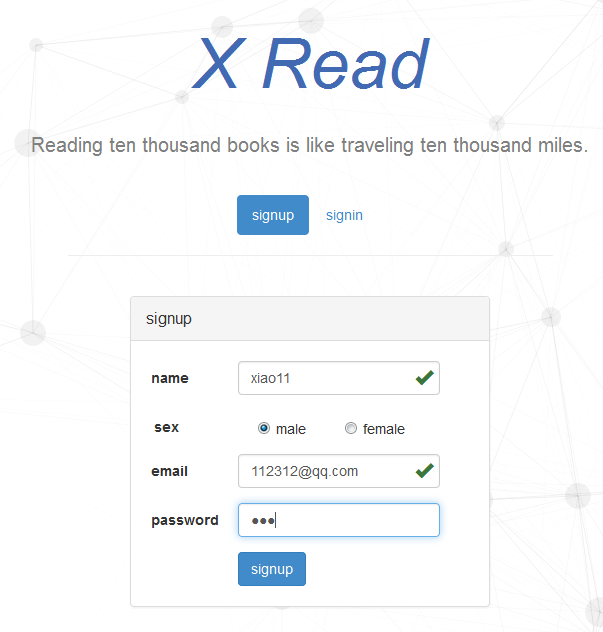 X Read
Reading ten thousand books is like traveling ten thousand miles.
signup signin
signup
name xiao11
sex male female
email 112312@qq.com
password ●●●
signup